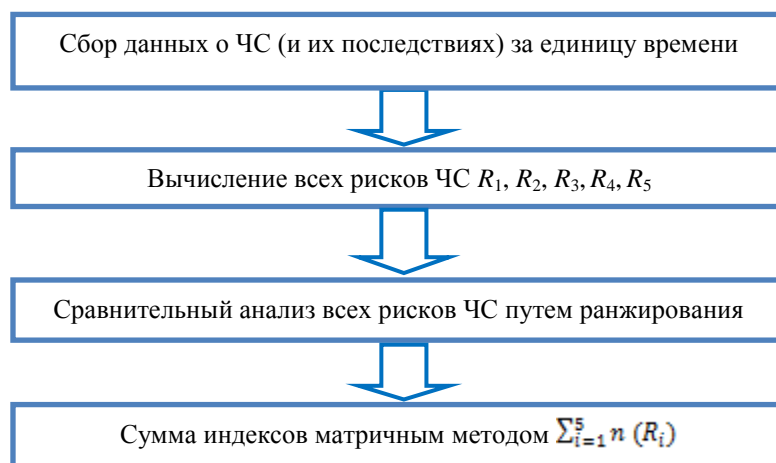 Сбор данных о ЧС (и их последствиях) за единицу времени
Вычисление всех рисков ЧС R₁, R₂, R₃, R₄, R₅
Сравнительный анализ всех рисков ЧС путем ранжирования
Сумма индексов матричным методом ∑⁵ᵢ₌₁ n (Rᵢ)